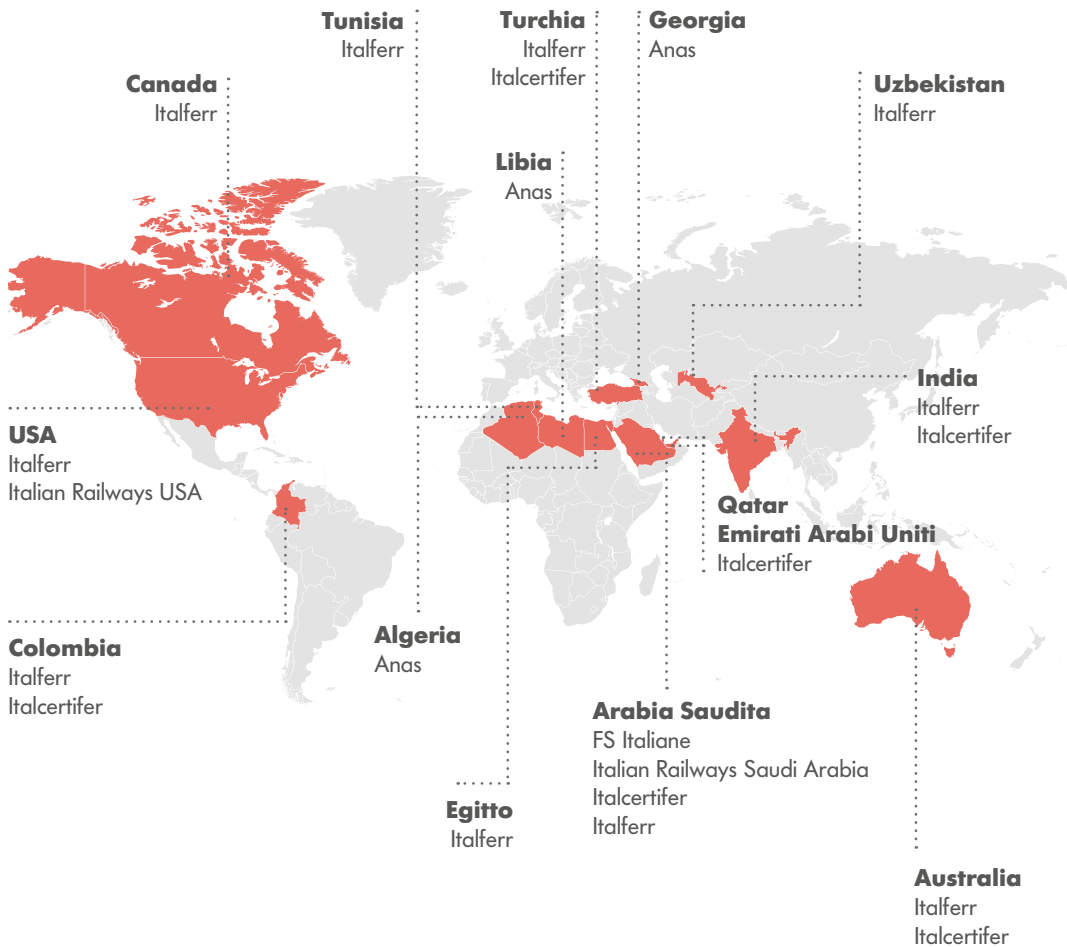 Tunisia
Italferr
Turchia
Italferr
Italcertifer
Georgia
Anas
Canada
Italferr
Uzbekistan
Italferr
Libia
Anas
India
Italferr
Italcertifer
USA
Italferr
Italian Railways USA
Qatar
Emirati Arabi Uniti
Italcertifer
Colombia
Italferr
Italcertifer
Algeria
Anas
Arabia Saudita
FS Italiane
Italian Railways Saudi Arabia
Italcertifer
Italferr
Egitto
Italferr
Australia
Italferr
Italcertifer